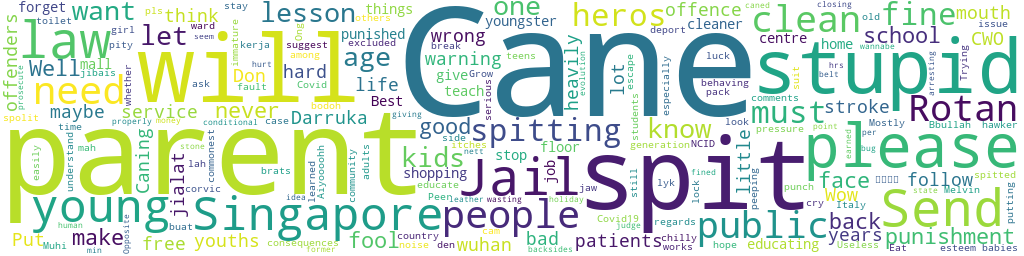 forget pls stay want think things one heros offence clean fine mouth
toilet ward others
law let lesson youngster cleaner old issue
girl seem Ong excluded break teens punished wrong centre school caned closing
offenders mall pity immature among warning deport home CWO wannabe
Well jibais suggest kerja age heavily luck hrs
need whether Don hard Covid Grow give lot escape especially behaving pack suit belt arresting Trying
prosecute hurt fault life serious teach evolution
Will Cane stupid
spolit maybe service ask never Best bodoh students comments must stroke Rotan
time properly money case Darruka giving look Mostly
parent good side spitting know pressure point per Bbullah hawker
easily understand mah conditional stone itches nett floor generation NCID earned bug please
human Caning jialat lah commonest brats community adults kids shopping stop job still little peeping face follow spitted
corvic idea learned Aiyoooohh educate Jail jaw lyk lock fined wow state Melvin
young buat Singapore Peen leather wasting holiday spit regards punch cry Italy Send putting
Put make Opposite free youths consequences former fool country noise den cam wuhan people bad works patients Covid19 judge chilly hope public educating back years Useless punishment
Muhi min backsides Eat esteem babies